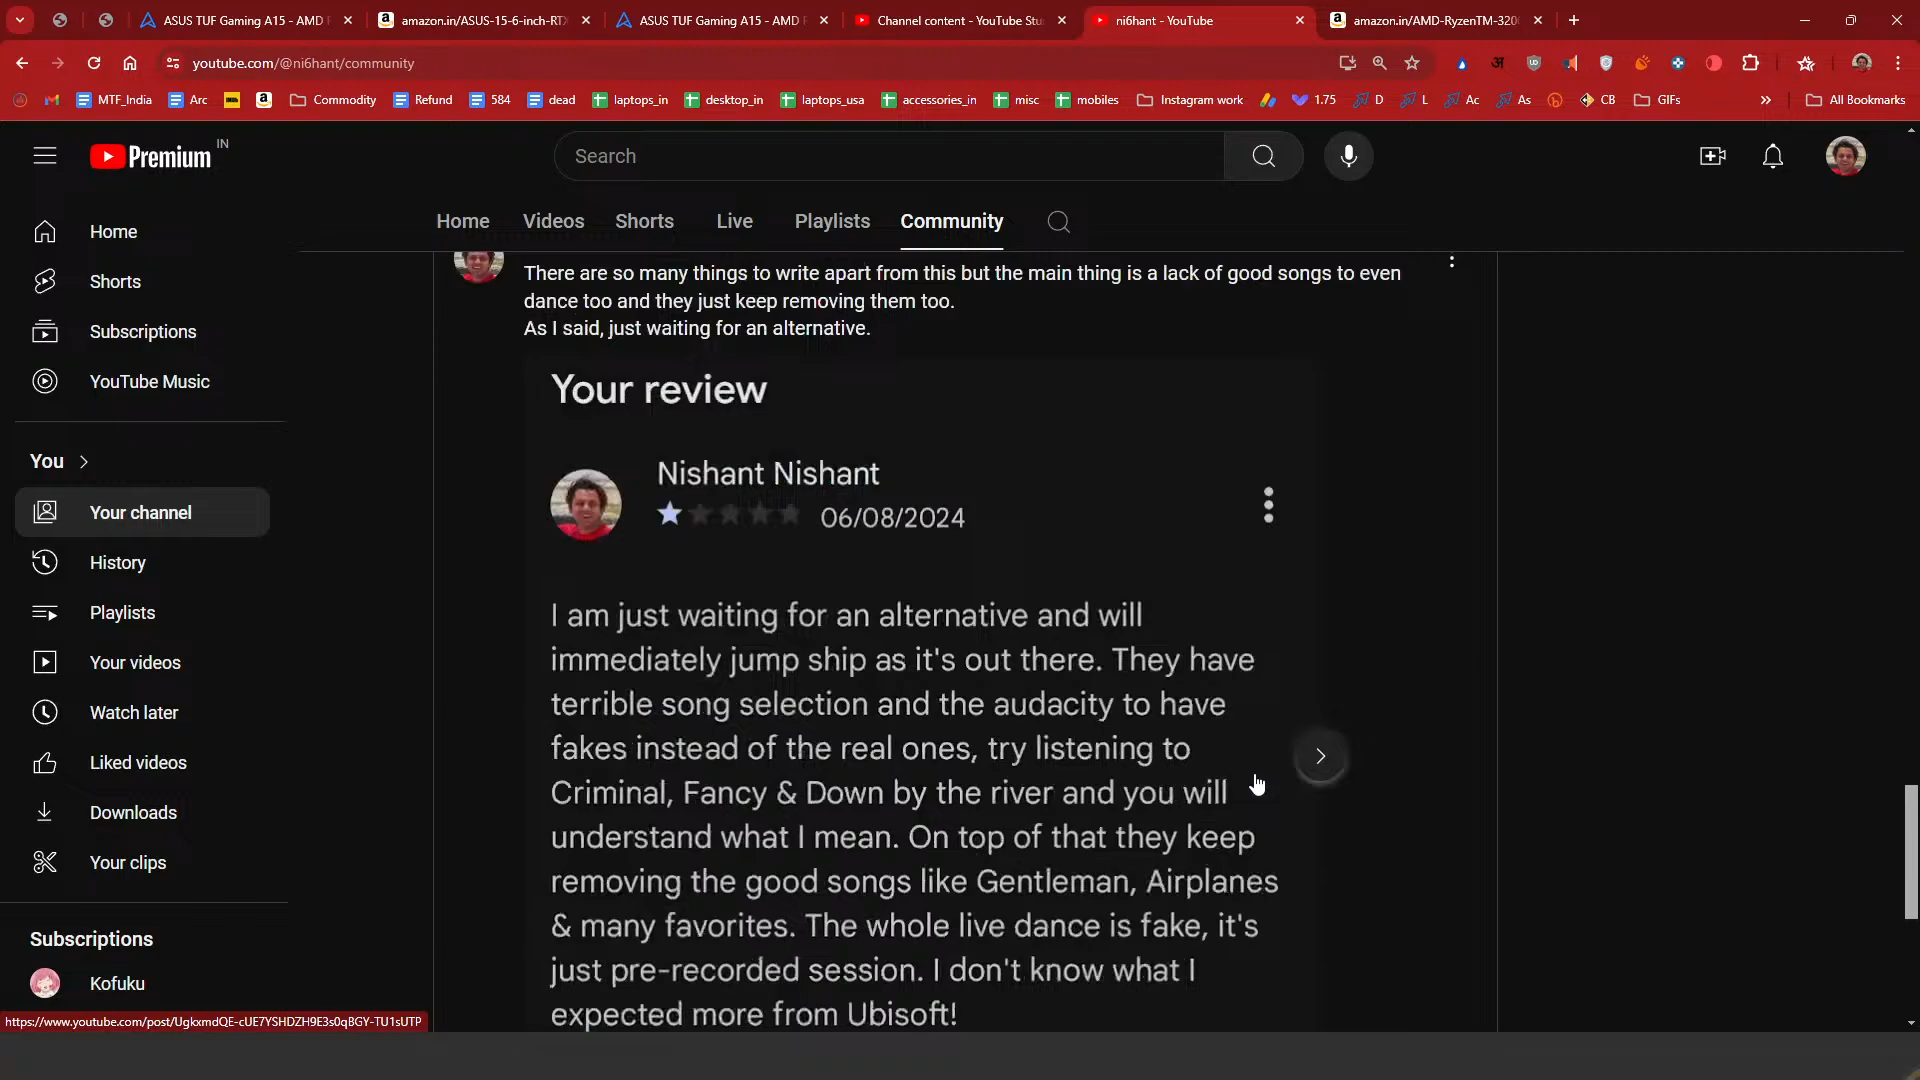 ASUS TUF Gaming A15 - AMD R
amazon.in/ASUS-15-6-inch-RTX
ASUS TUF Gaming A15 - AMD R
Channel content - YouTube Stu
ni6hant - YouTube
amazon.in/AMD-RyzenTM-320
youtube.com/@ni6hant/community
MTF_India
Arc
Commodity
Refund
584
dead
laptops_in
desktop_in
laptops_usa
accessories_in
misc
mobiles
Instagram work
1.75
D
L
Ac
As
CB
GIFs
All Bookmarks
Premium IN
Search
Home
Videos
Shorts
Live
Playlists
Community
Home
Shorts
Subscriptions
YouTube Music
You
Your channel
History
Playlists
Your videos
Watch later
Liked videos
Downloads
Your clips
Subscriptions
Kofuku
There are so many things to write apart from this but the main thing is a lack of good songs to even
dance too and they just keep removing them too.
As I said, just waiting for an alternative.
Your review
Nishant Nishant
06/08/2024
I am just waiting for an alternative and will
immediately jump ship as it's out there. They have
terrible song selection and the audacity to have
fakes instead of the real ones, try listening to
Criminal, Fancy & Down by the river and you will
understand what I mean. On top of that they keep
removing the good songs like Gentleman, Airplanes
& many favorites. The whole live dance is fake, it's
just pre-recorded session. I don't know what I
expected more from Ubisoft!
https://www.youtube.com/post/UgkxmdQE-cUE7YSHDZH9E3s0qBGY-TU1sUTP